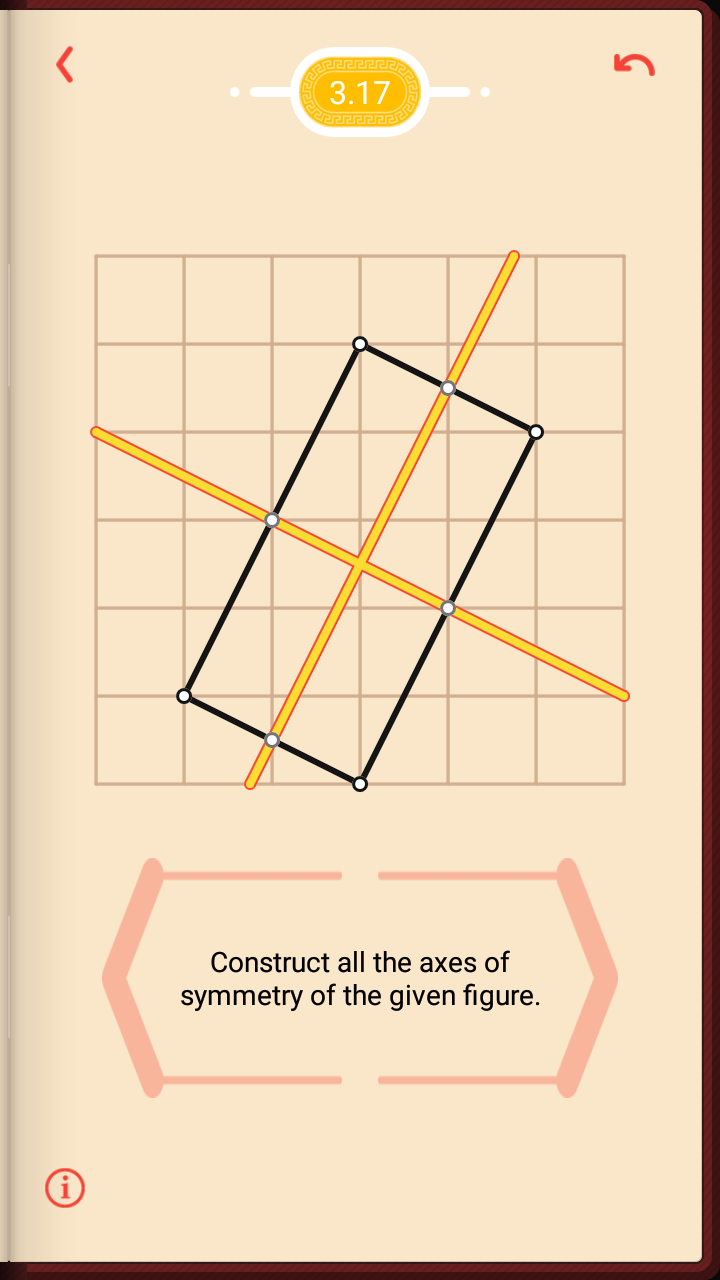 3.17
Construct all the axes of
symmetry of the given figure.